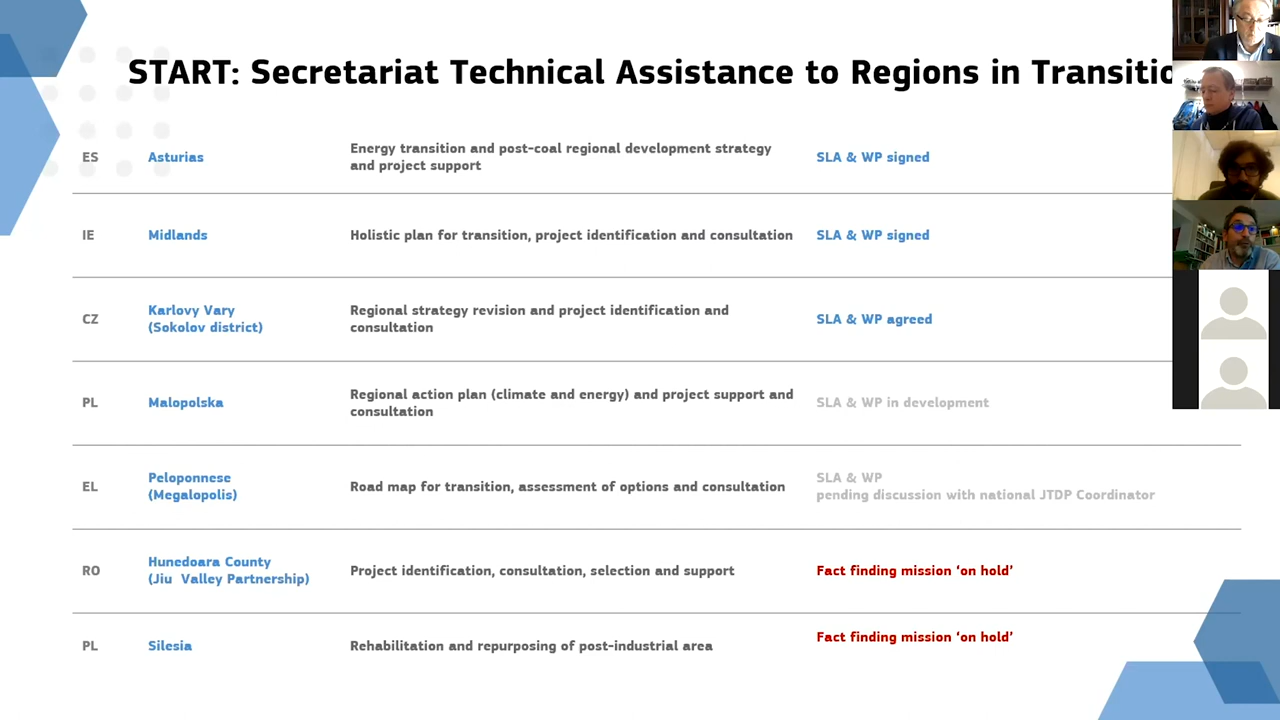 START: Secretariat Technical Assistance to Regions in Transitio
ES
Asturias
Energy transition and post-coal regional development strategy
and project support
SLA & WP signed
IE
Midlands
Holistic plan for transition, project identification and consultation
SLA & WP signed
CZ
Karlovy Vary
(Sokolov district)
Regional strategy revision and project identification and
consultation
SLA & WP agreed
PL
Malopolska
Regional action plan (climate and energy) and project support and
consultation
SLA & WP in development
EL
Peloponnese
(Megalopolis)
Road map for transition, assessment of options and consultation
SLA & WP
pending discussion with national JTDP Coordinator
RO
Hunedoara County
(Jiu Valley Partnership)
Project identification, consultation, selection and support
Fact finding mission ‘on hold’
PL
Silesia
Rehabilitation and repurposing of post-industrial area
Fact finding mission ‘on hold’